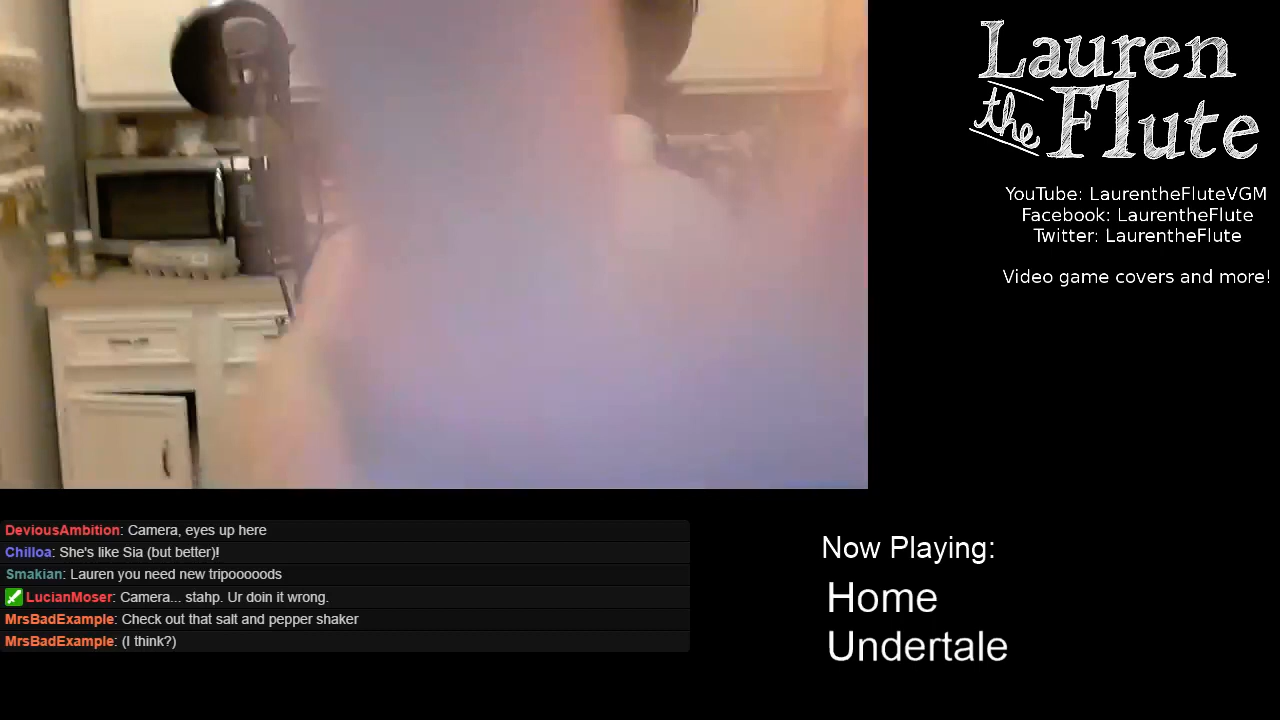 Lauren
the Flute
YouTube: LaurentheFluteVGM
Facebook: LaurentheFlute
Twitter: LaurentheFlute
Video game covers and more!
DeviousAmbition: Camera, eyes up here
Chilloa: She's like Sia (but better)!
Smakian: Lauren you need new tripooooods
LucianMoser: Camera... stahp. Ur doin it wrong.
MrsBadExample: Check out that salt and pepper shaker
MrsBadExample: (I think?)
Now Playing:
Home
Undertale